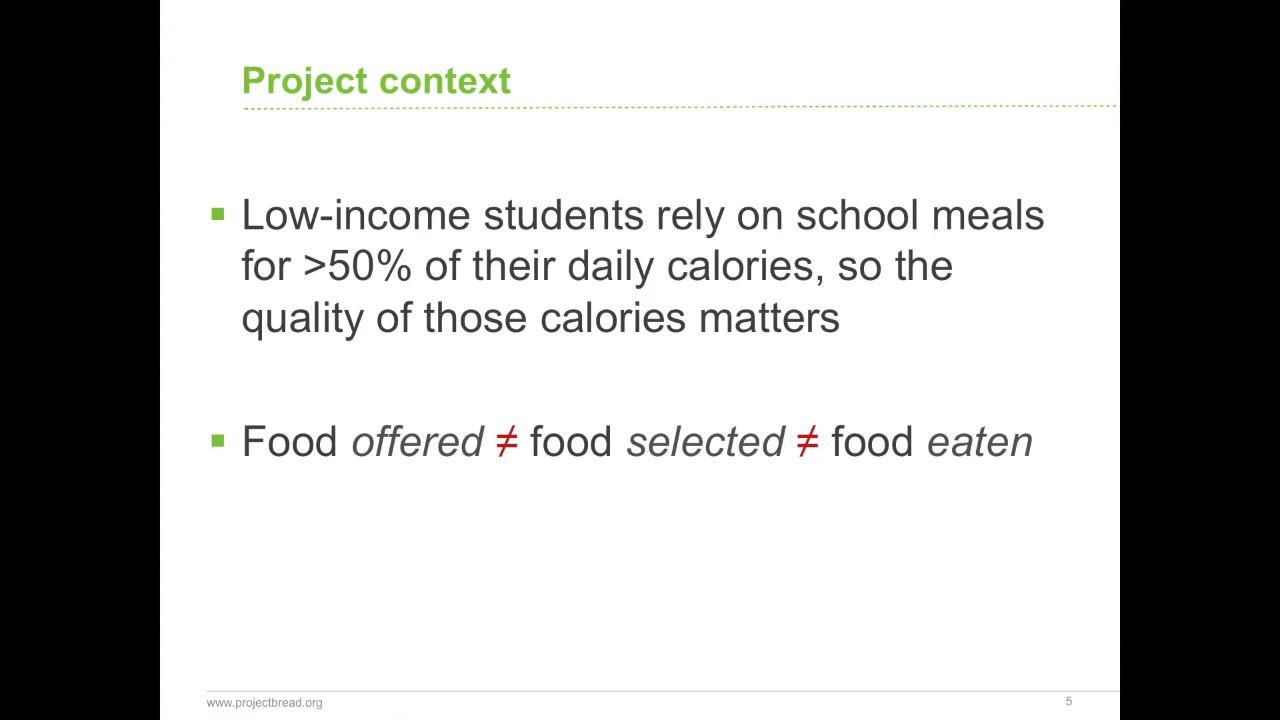 Project context
▪ Low-income students rely on school meals
for >50% of their daily calories, so the
quality of those calories matters
▪ Food offered ≠ food selected ≠ food eaten
www.projectbread.org
5